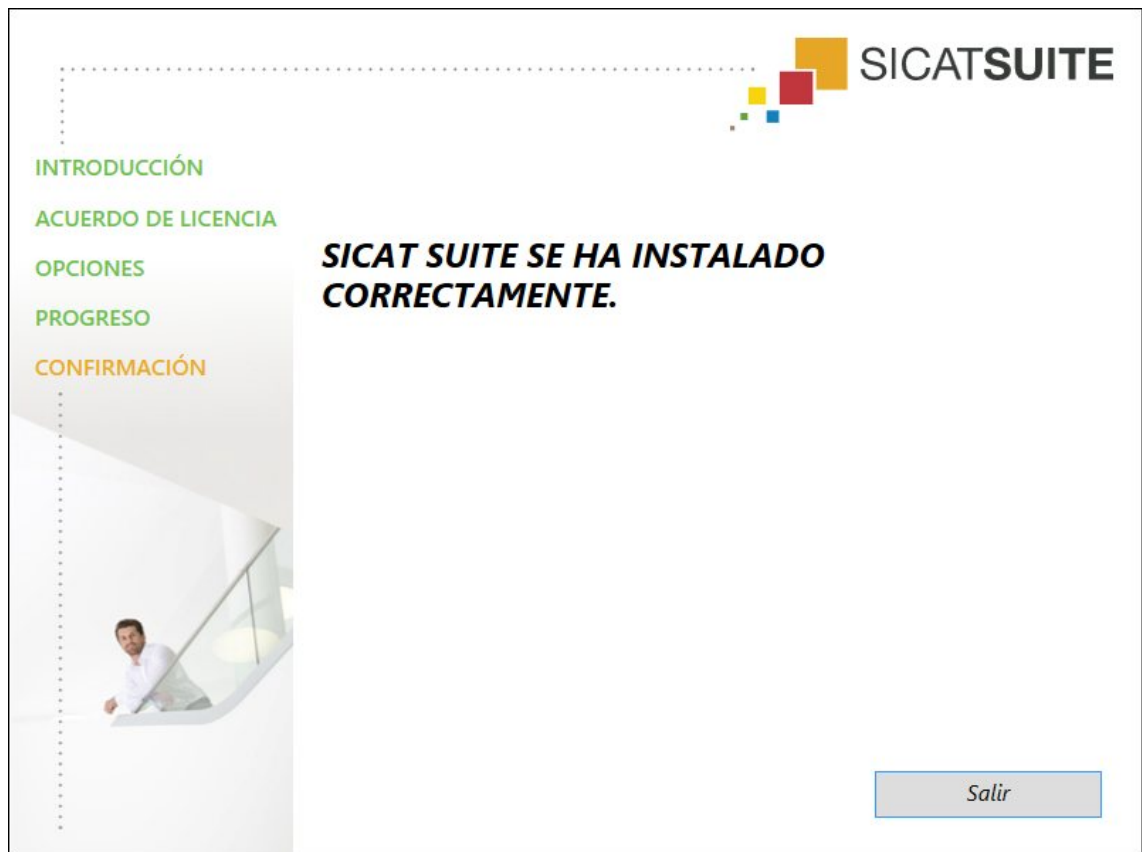 SICATSUITE
INTRODUCCIÓN
ACUERDO DE LICENCIA
OPCIONES
PROGRESO
CONFIRMACIÓN
SICAT SUITE SE HA INSTALADO
CORRECTAMENTE.
Salir